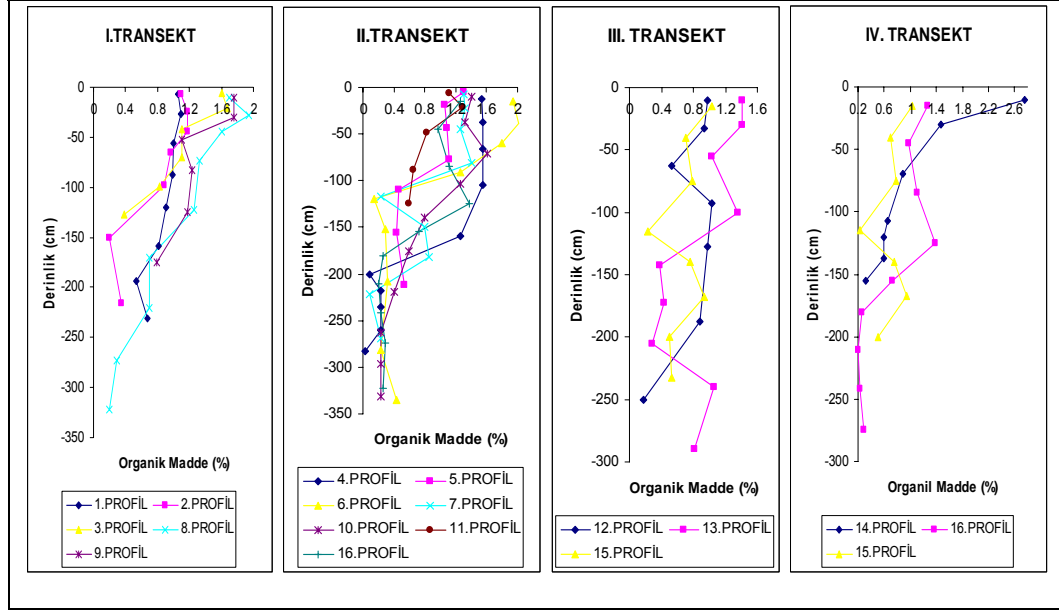 I.TRANSEKT
0 0.4 0.8 1.2 1.6 2
0
-50
-100
-150
-200
-250
-300
-350
Derinlik (cm)
Organik Madde (%)
1.PROFİL 2.PROFİL
3.PROFİL 8.PROFİL
9.PROFİL
II.TRANSEKT
0 0.4 0.8 1.2 1.6 2
0
-50
-100
-150
-200
-250
-300
-350
Derinlik (cm)
Organik Madde (%)
4.PROFİL 5.PROFİL
6.PROFİL 7.PROFİL
10.PROFİL 11.PROFİL
16.PROFİL
III. TRANSEKT
0 0.4 0.8 1.2 1.6
0
-50
-100
-150
-200
-250
-300
Derinlik (cm)
Organik Madde (%)
12.PROFİL 13.PROFİL
15.PROFİL
IV. TRANSEKT
0.2 0.6 1 1.4 1.8 2.2 2.6
0
-50
-100
-150
-200
-250
-300
Derinlik (cm)
Organil Madde (%)
14.PROFİL 16.PROFİL
15.PROFİL